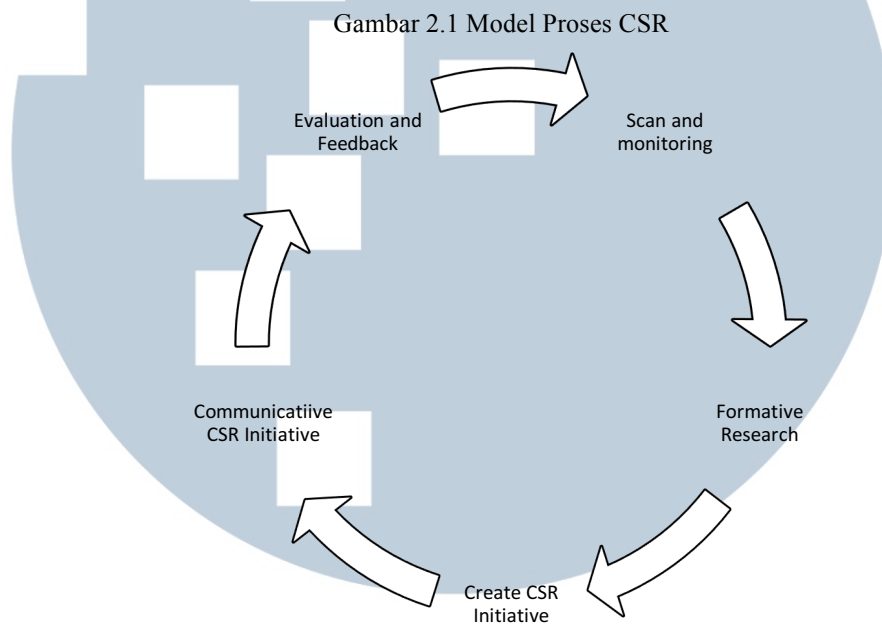 Gambar 2.1 Model Proses CSR
Evaluation and
Feedback
Scan and
monitoring
Formative
Research
Create CSR
Initiative
Communicatiive
CSR Initiative